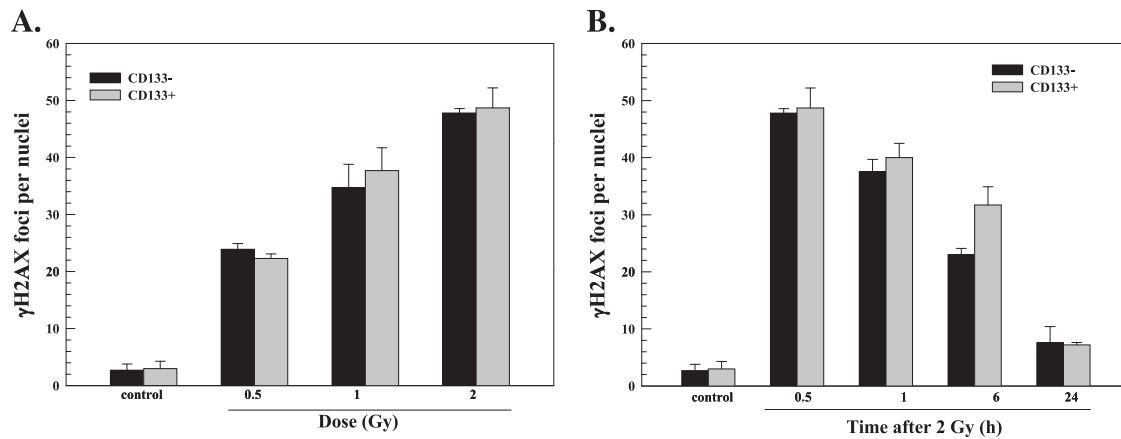 A.
60
50
40
30
20
10
0
γH2AX foci per nuclei
CD133-
CD133+
control 0.5 1 2
Dose (Gy)
B.
60
50
40
30
20
10
0
γH2AX foci per nuclei
CD133-
CD133+
control 0.5 1 6 24
Time after 2 Gy (h)